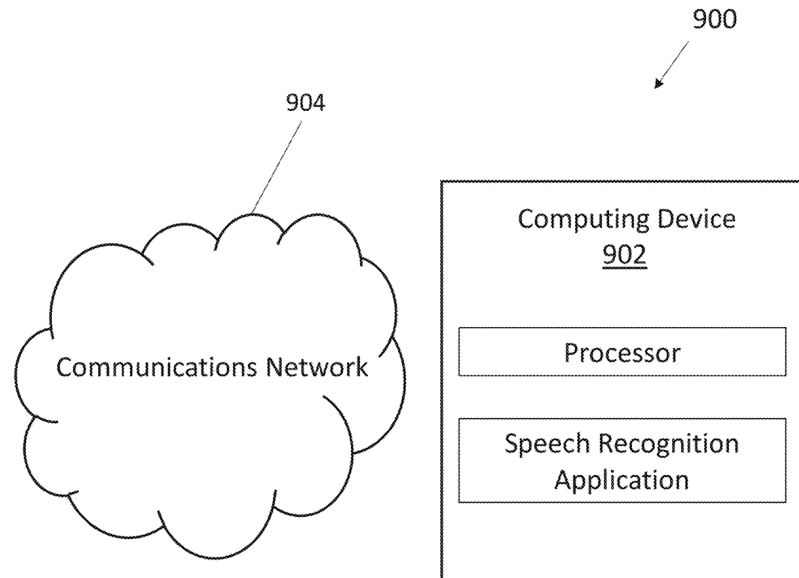 900
904
Computing Device
902
Communications Network
Processor
Speech Recognition
Application